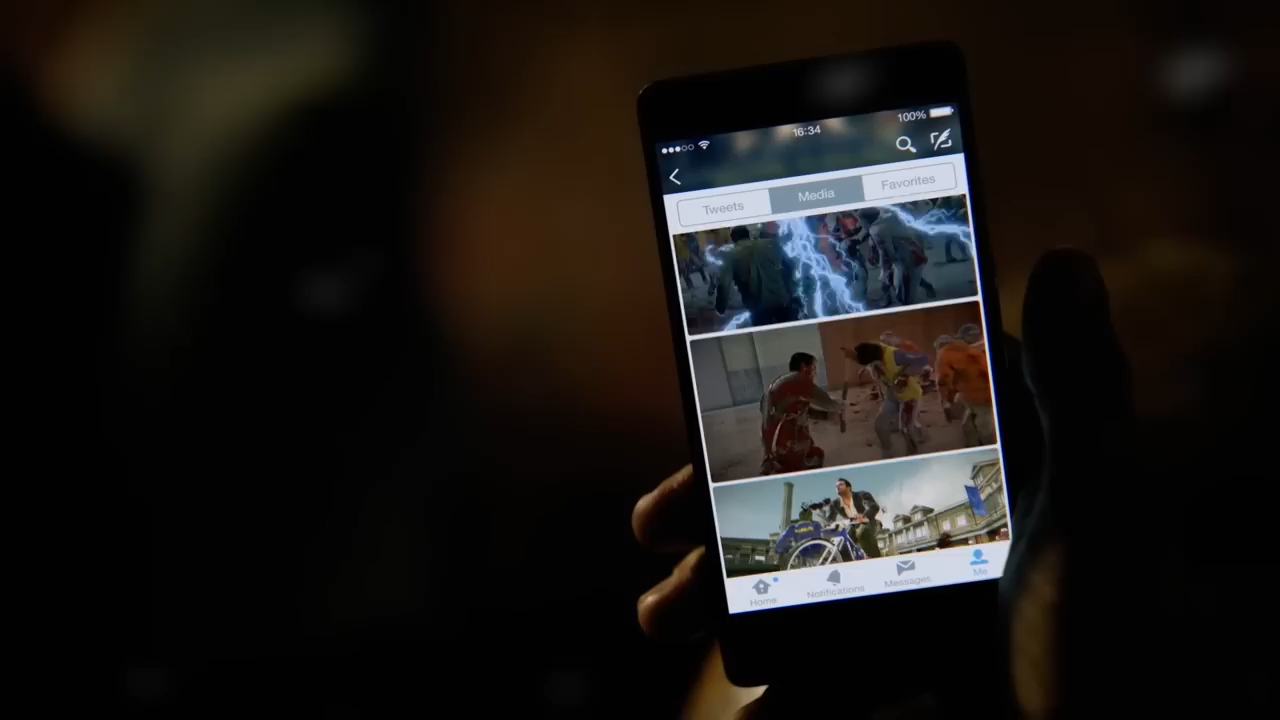 16:34
100%
Tweets
Media
Favorites
Home
Notifications
Messages
Me